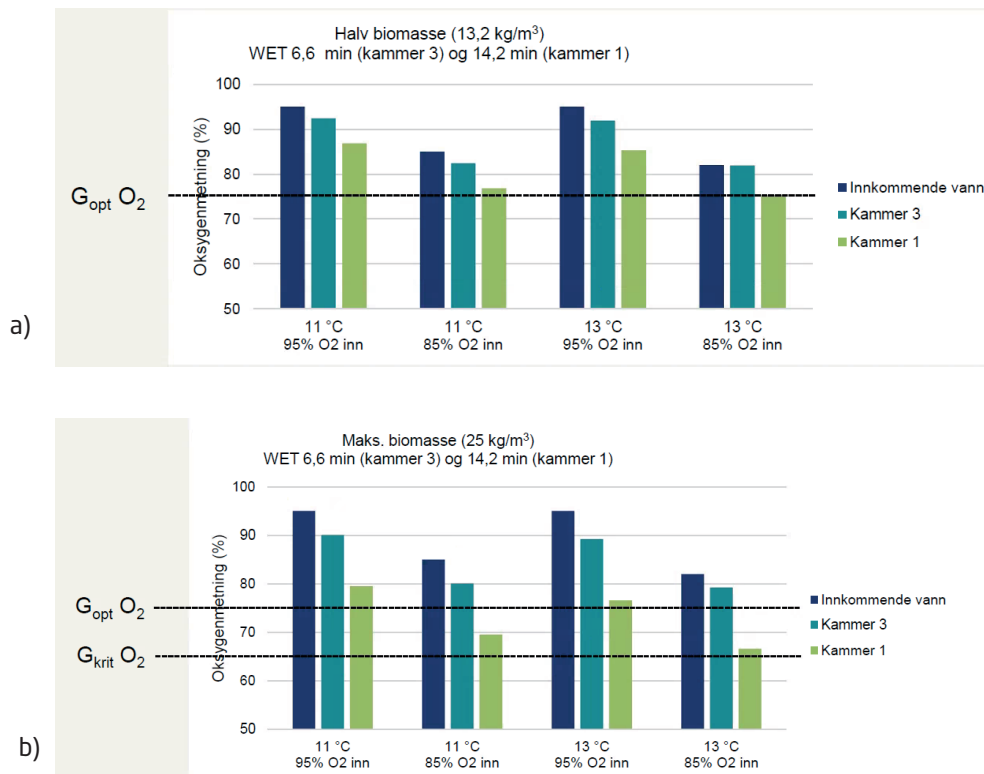 Halv biomasse (13,2 kg/m³)
WET 6,6 min (kammer 3) og 14,2 min (kammer 1)
Oksygenmetning (%)
100
90
80
70
60
50
G_opt O₂
Innkommende vann
Kammer 3
Kammer 1
11 °C
95% O2 inn
11 °C
85% O2 inn
13 °C
95% O2 inn
13 °C
85% O2 inn
a)
Maks. biomasse (25 kg/m³)
WET 6,6 min (kammer 3) og 14,2 min (kammer 1)
Oksygenmetning (%)
100
90
80
70
60
50
G_opt O₂
G_krit O₂
Innkommende vann
Kammer 3
Kammer 1
11 °C
95% O2 inn
11 °C
85% O2 inn
13 °C
95% O2 inn
13 °C
85% O2 inn
b)